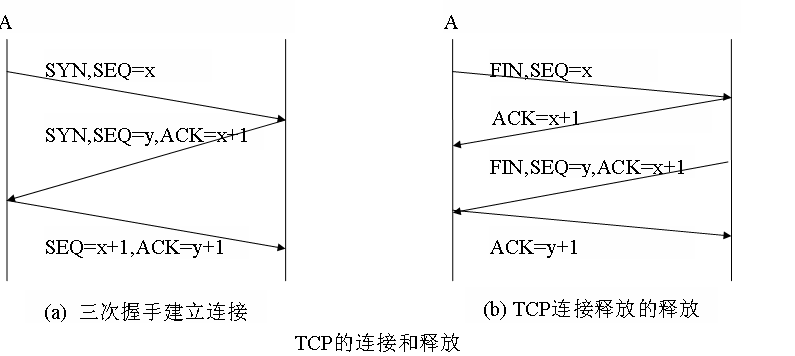 A
SYN,SEQ=x
SYN,SEQ=y,ACK=x+1
SEQ=x+1,ACK=y+1
(a) 三次握手建立连接
A
FIN,SEQ=x
ACK=x+1
FIN,SEQ=y,ACK=x+1
ACK=y+1
(b) TCP连接释放的释放
TCP的连接和释放